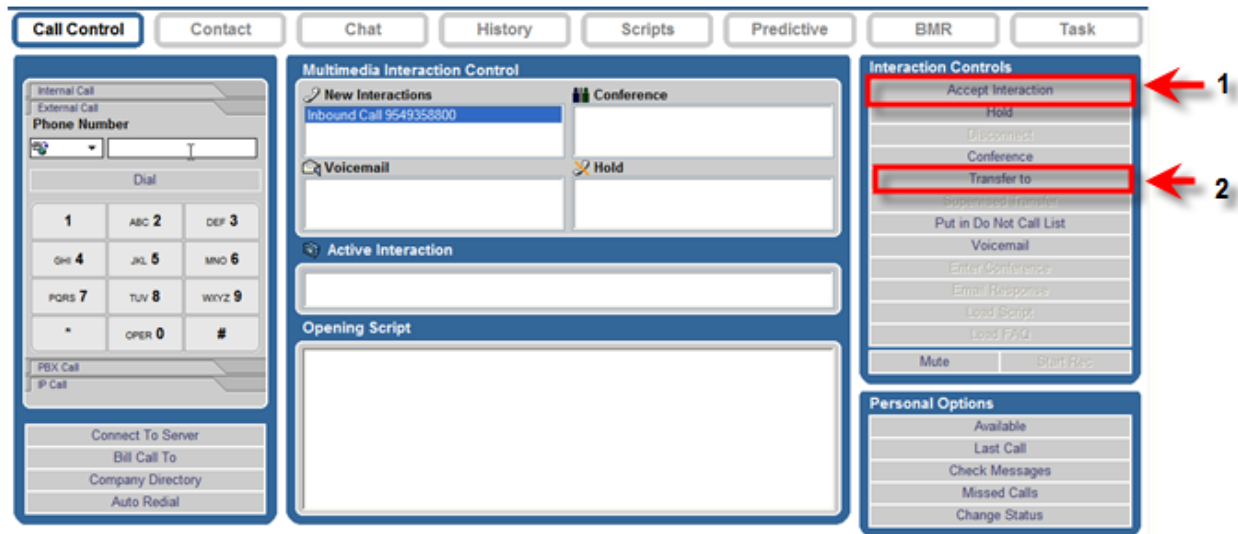 Call Control Contact Chat History Scripts Predictive BMR Task
Internal Call
External Call
Phone Number
Dial
1 ABC 2 DEF 3
GHI 4 JKL 5 MNO 6
PQRS 7 TUV 8 WXYZ 9
* OPER 0 #
PBX Call
IP Call
Connect To Server
Bill Call To
Company Directory
Auto Redial
Multimedia Interaction Control
New Interactions Conference
Inbound Call 9549358800
Voicemail Hold
Active Interaction
Opening Script
Interaction Controls
Accept Interaction 1
Hold
Disconnect
Conference
Transfer to 2
Supervised Transfer
Put in Do Not Call List
Voicemail
Enter Conference
Email Response
Load Script
Load FAQ
Mute Start Rec
Personal Options
Available
Last Call
Check Messages
Missed Calls
Change Status